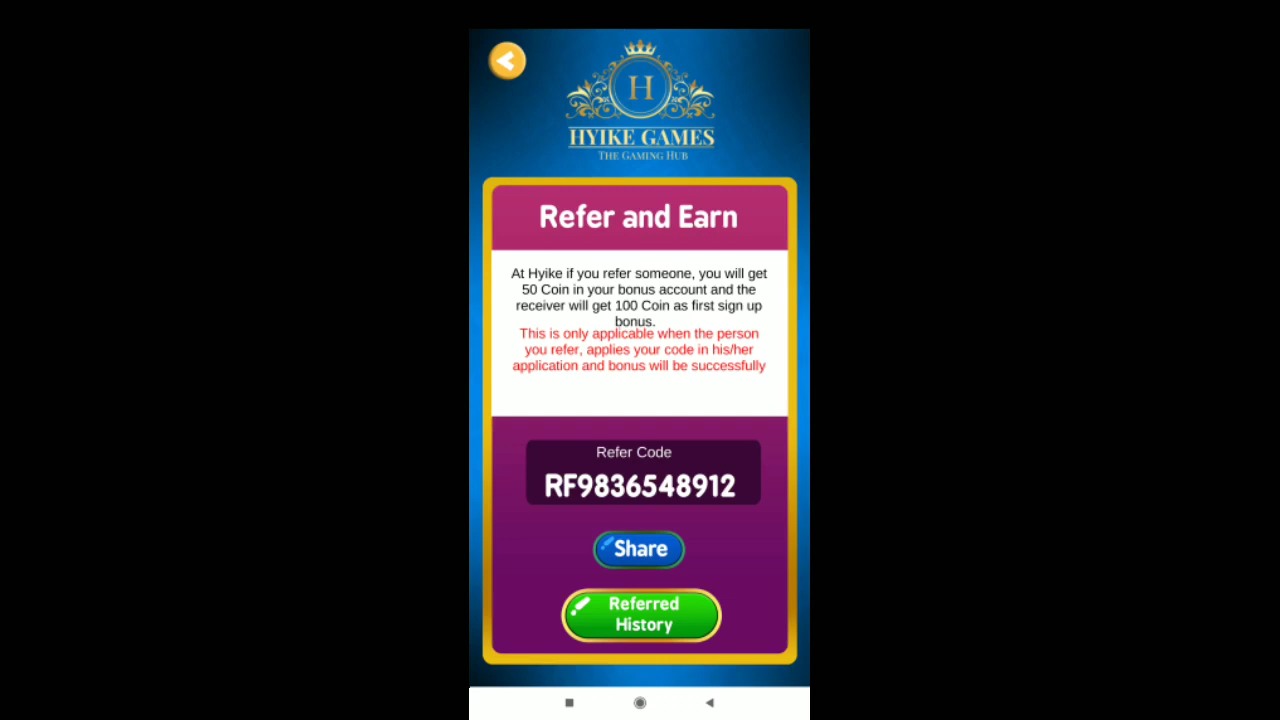 H
HYIKE GAMES
THE GAMING HUB
Refer and Earn
At Hyike if you refer someone, you will get
50 Coin in your bonus account and the
receiver will get 100 Coin as first sign up
bonus.
This is only applicable when the person
you refer, applies your code in his/her
application and bonus will be successfully
Refer Code
RF9836548912
Share
Referred
History